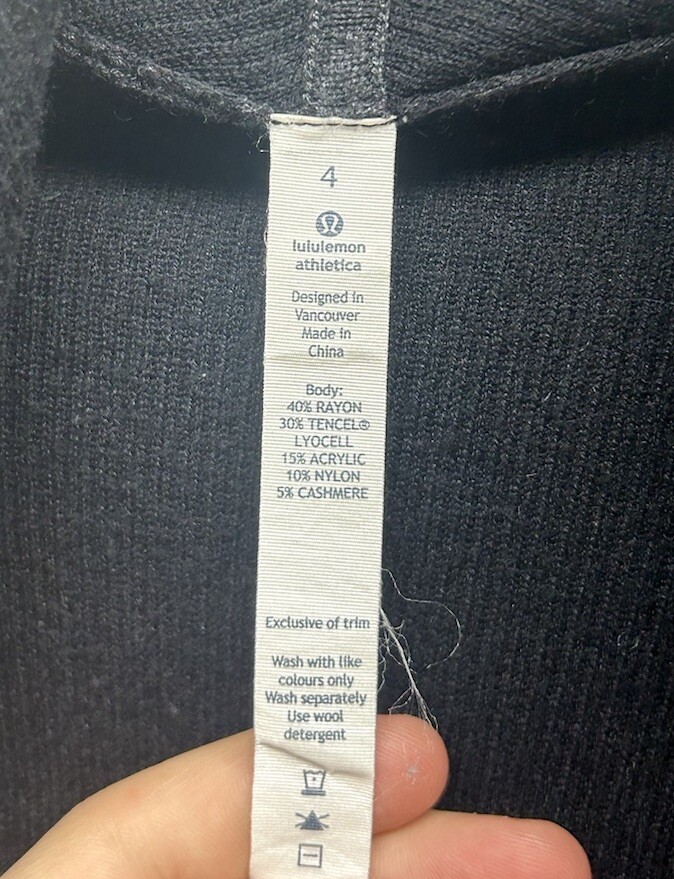 4
lululemon
athletica
Designed in
Vancouver
Made in
China
Body:
40% RAYON
30% TENCEL®
LYOCELL
15% ACRYLIC
10% NYLON
5% CASHMERE
Exclusive of trim
Wash with like
colours only
Wash separately
Use wool
detergent